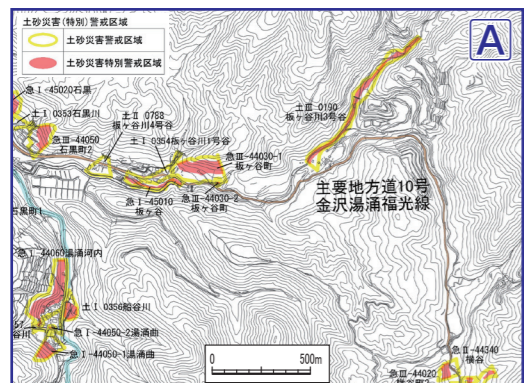 土砂災害(特別)警戒区域
土砂災害警戒区域
土砂災害特別警戒区域
A
急Ⅰ-45020石黒
土Ⅰ 0353石黒川
急Ⅲ-44050
石黒町2
土Ⅱ 0788
板ヶ谷川4号谷
土Ⅰ 0354板ヶ谷川1号谷
急Ⅲ-44030-1
板ヶ谷町
土Ⅲ-0190
板ヶ谷川3号谷
急Ⅰ-45010
板ヶ谷
急Ⅲ-44030-2
板ヶ谷町
主要地方道10号
金沢湯涌福光線
石黒町1
急Ⅰ 44060湯涌河内
土Ⅰ 0356舘谷川
谷川
急Ⅰ-44050-2湯涌曲
急Ⅰ-44050-1湯涌曲
0 500m
急Ⅱ-44340
横谷
急Ⅲ-44020